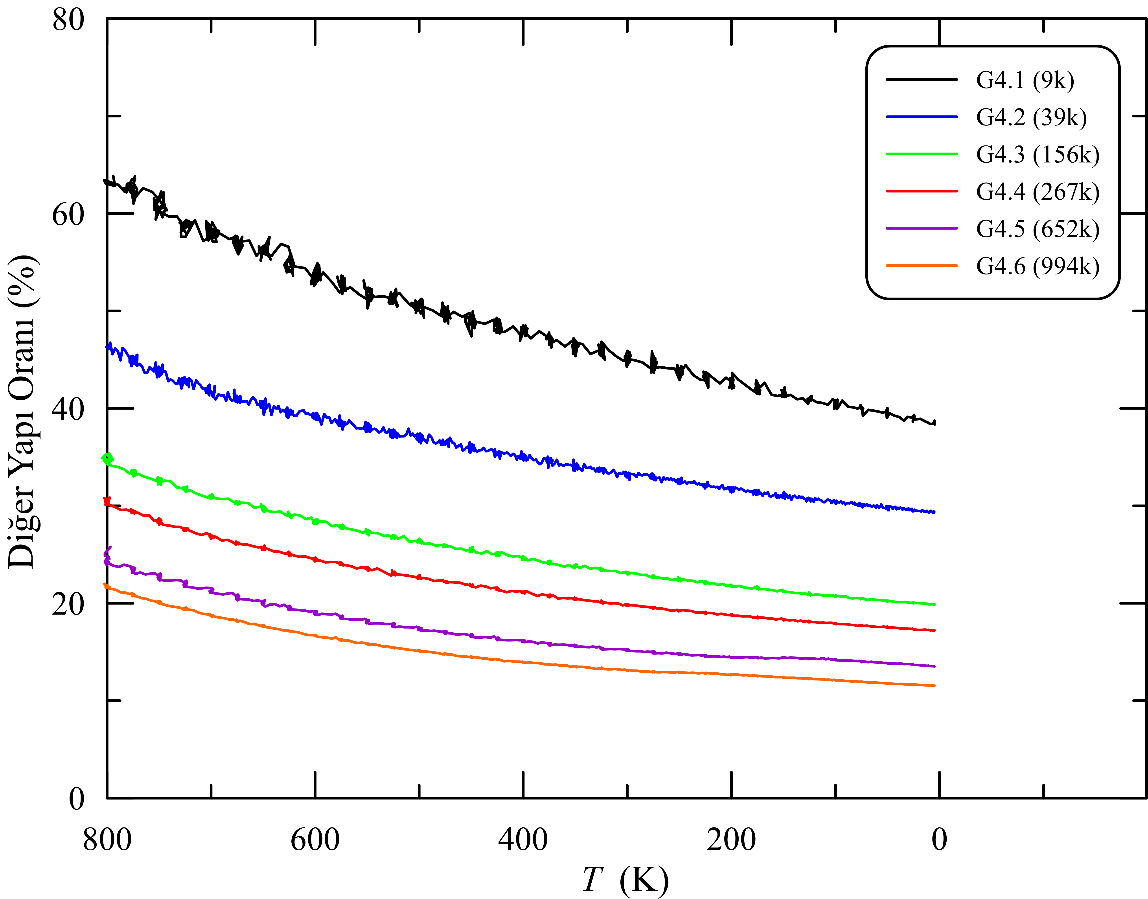 80
60
40
20
0
Diğer Yapı Oranı (%)
G4.1 (9k)
G4.2 (39k)
G4.3 (156k)
G4.4 (267k)
G4.5 (652k)
G4.6 (994k)
800
600
400
200
0
T (K)